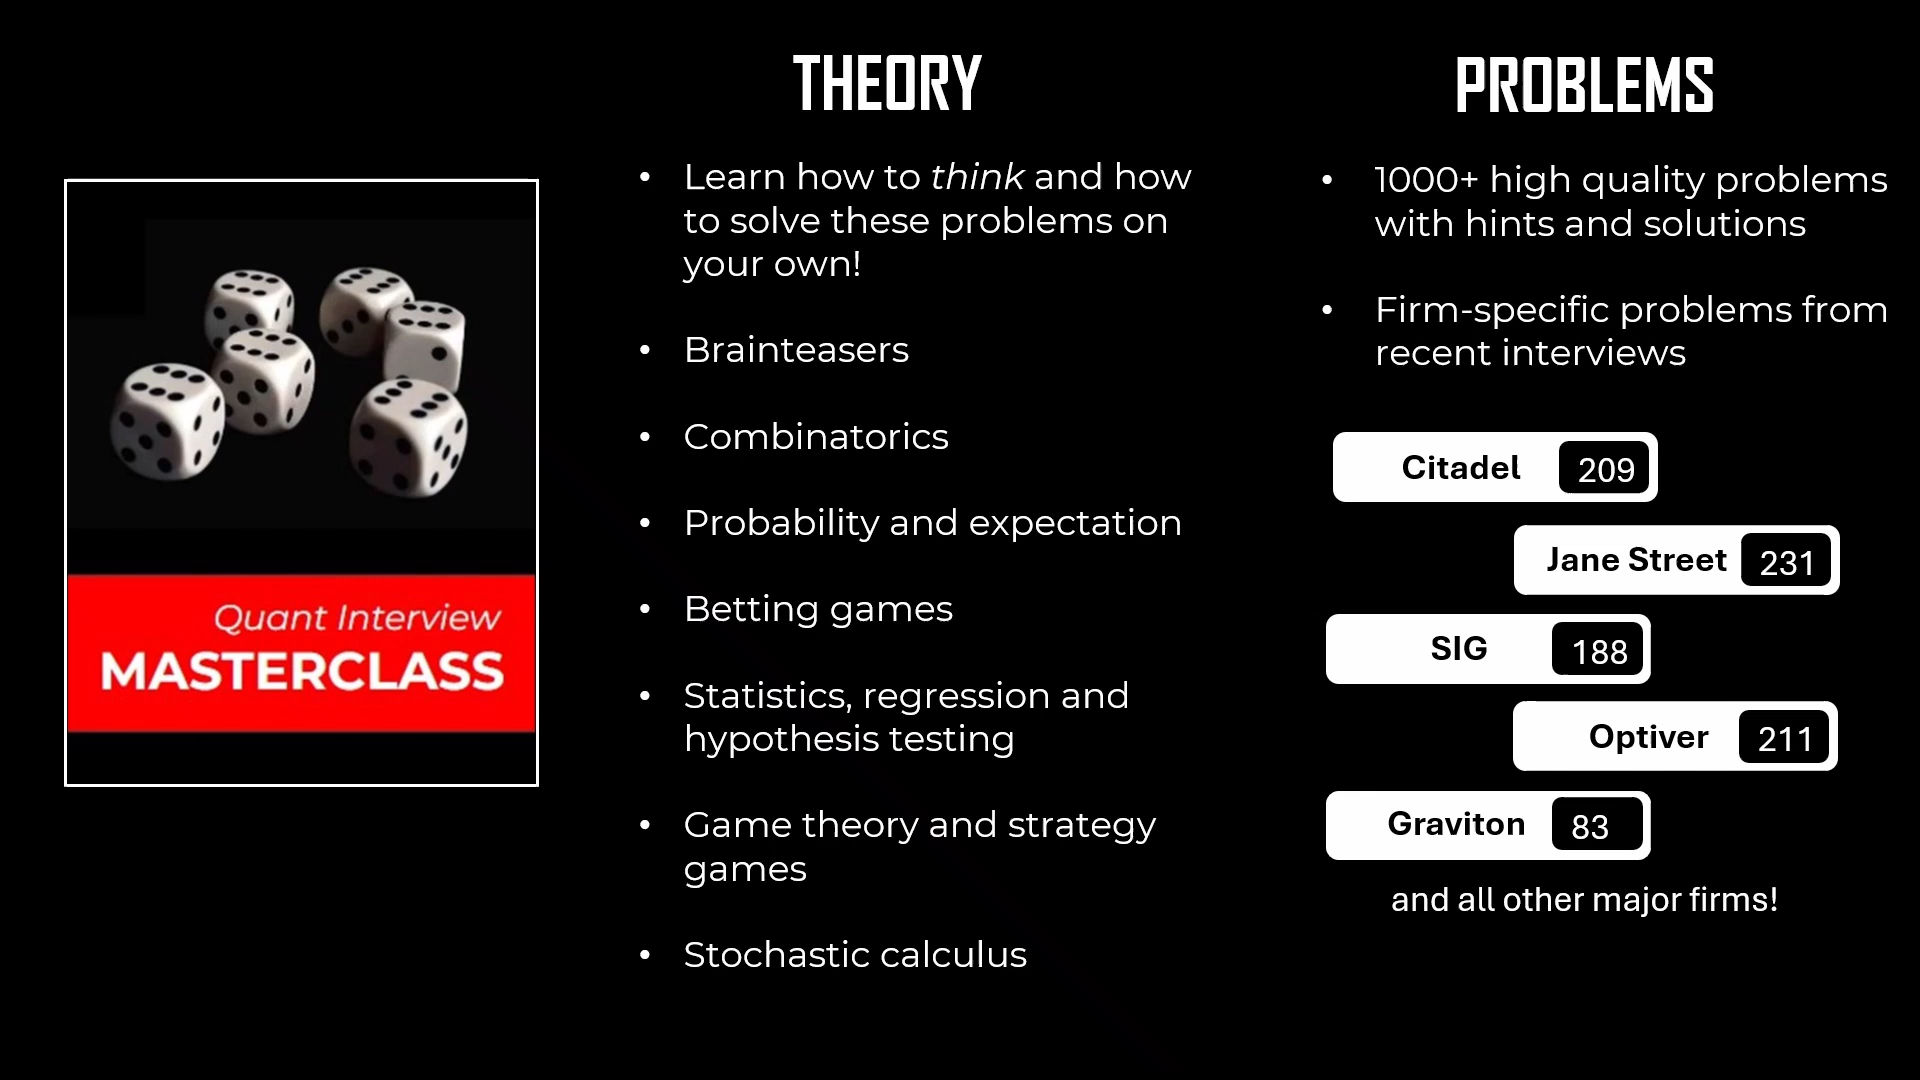 Quant Interview
MASTERCLASS
THEORY
• Learn how to think and how
to solve these problems on
your own!
• Brainteasers
• Combinatorics
• Probability and expectation
• Betting games
• Statistics, regression and
hypothesis testing
• Game theory and strategy
games
• Stochastic calculus
PROBLEMS
• 1000+ high quality problems
with hints and solutions
• Firm-specific problems from
recent interviews
Citadel 209
Jane Street 231
SIG 188
Optiver 211
Graviton 83
and all other major firms!